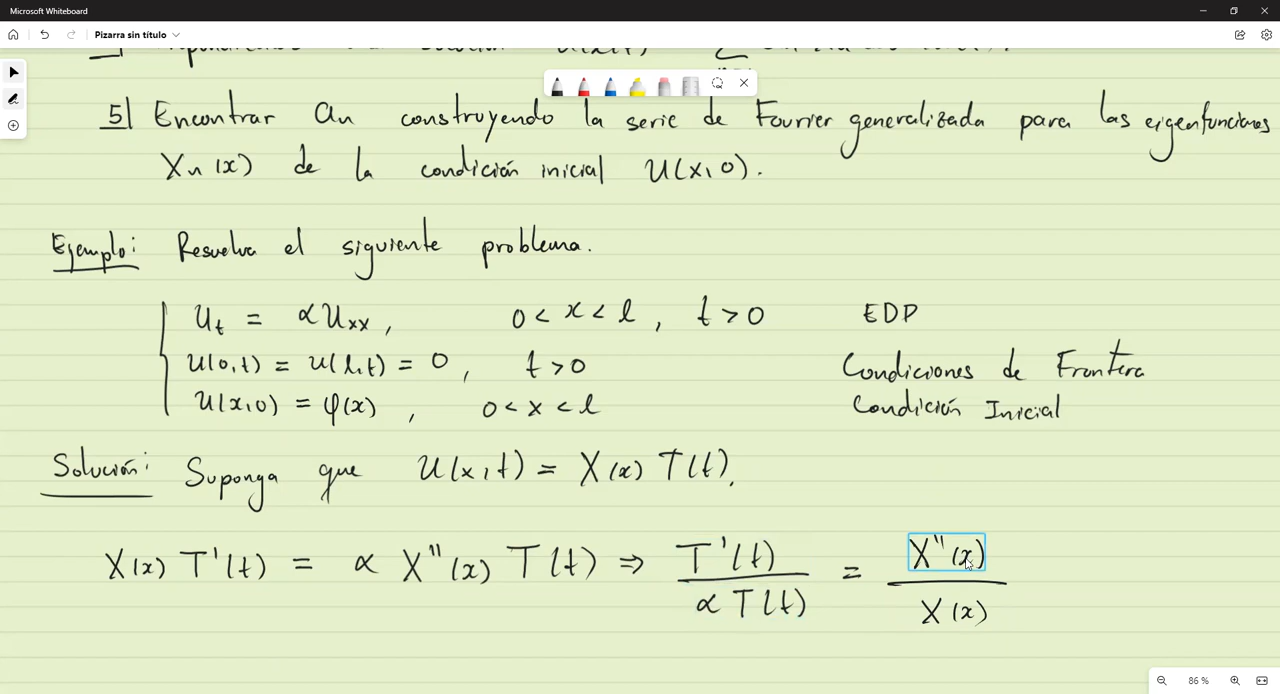 Microsoft Whiteboard
Pizarra sin título
5) Encontrar an construyendo la serie de Fourier generalizada para las eigenfunciones
Xn(x) de la condición inicial U(x,0).
Ejemplo: Resuelva el siguiente problema.
Ut = αUxx, 0 < x < l, t > 0 EDP
U(0,t) = U(l,t) = 0, t > 0 Condiciones de Frontera
U(x,0) = φ(x), 0 < x < l Condición Inicial
Solución: Suponga que U(x,t) = X(x) T(t).
X(x) T'(t) = α X''(x) T(t) ⇒ T'(t) / αT(t) = X''(x) / X(x)
86 %